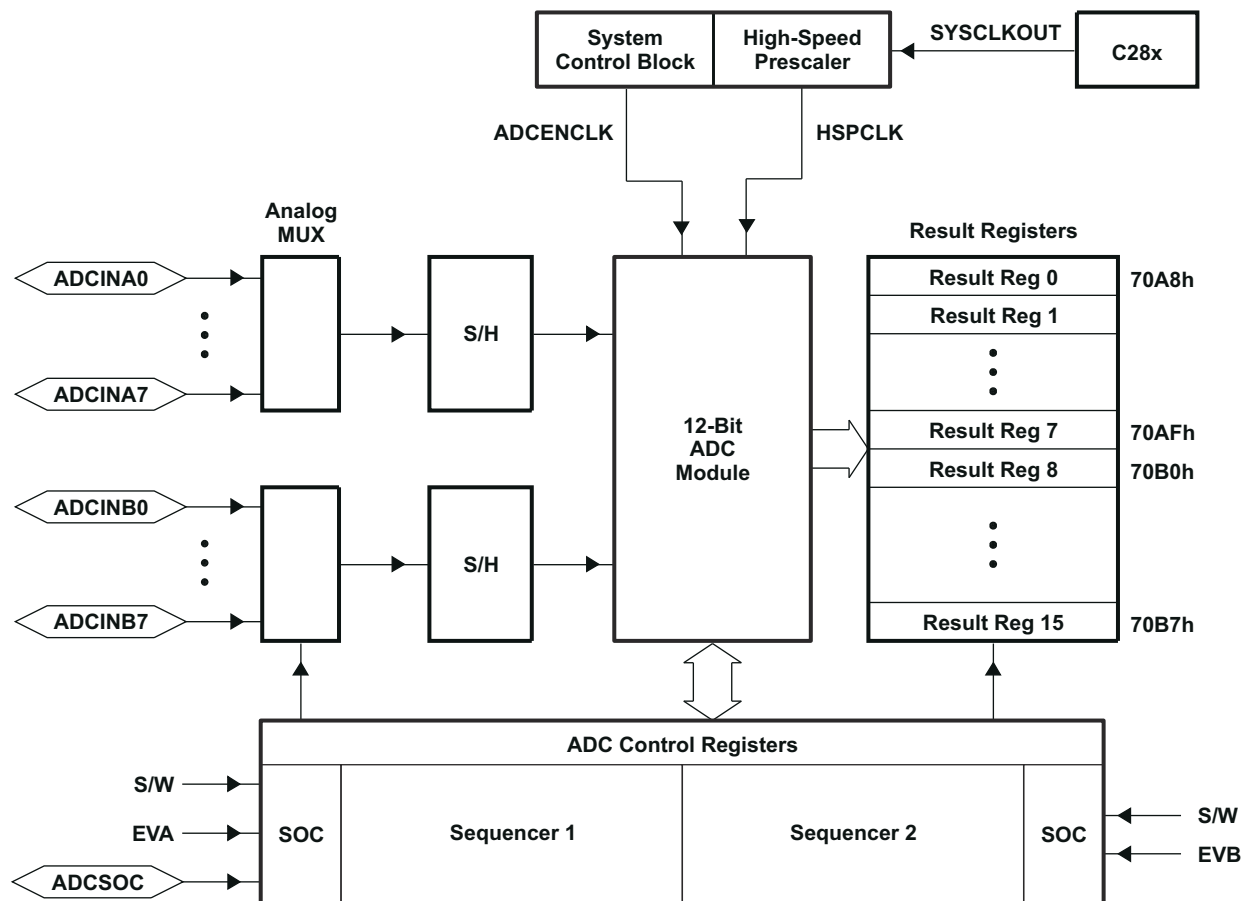 System
Control Block
High-Speed
Prescaler
SYSCLKOUT
C28x
ADCENCLK
HSPCLK
Analog
MUX
Result Registers
ADCINA0
ADCINA7
S/H
ADCINB0
ADCINB7
S/H
12-Bit
ADC
Module
Result Reg 0
70A8h
Result Reg 1
Result Reg 7
70AFh
Result Reg 8
70B0h
Result Reg 15
70B7h
ADC Control Registers
S/W
EVA
ADCSOC
SOC
Sequencer 1
Sequencer 2
SOC
S/W
EVB